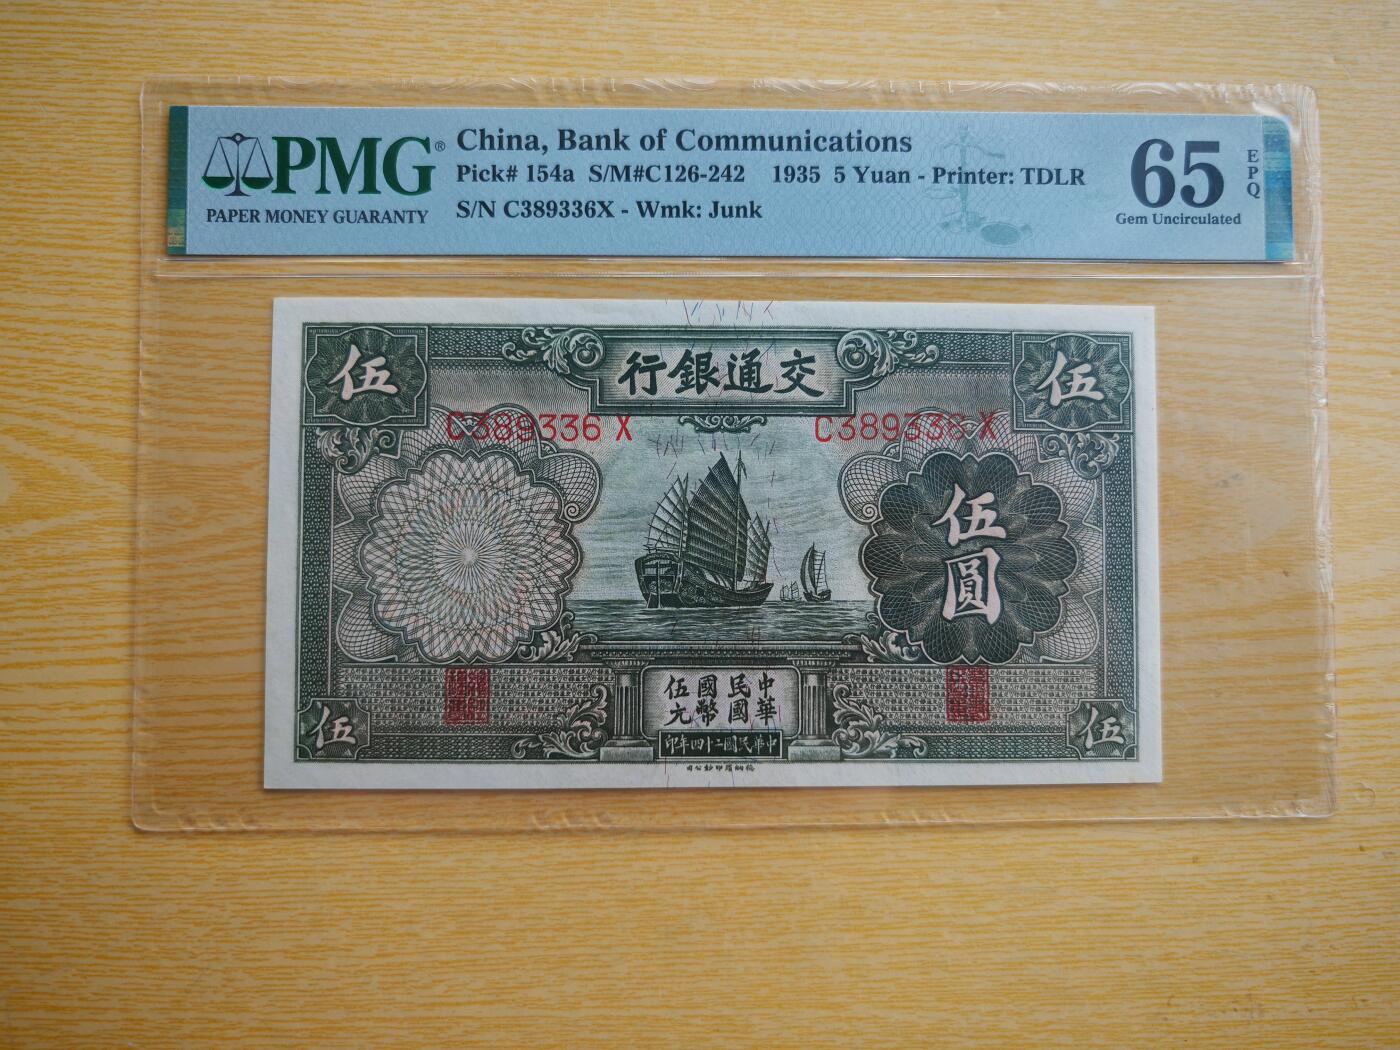 PMG®
PAPER MONEY GUARANTY
China, Bank of Communications
Pick# 154a S/M#C126-242 1935 5 Yuan - Printer: TDLR
S/N C389336X - Wmk: Junk
65
EPQ
Gem Uncirculated
伍
行銀通交
伍
C389336 X
C389336 X
伍圓
中華民國國幣伍元
印年四十二國民華中
伍
伍